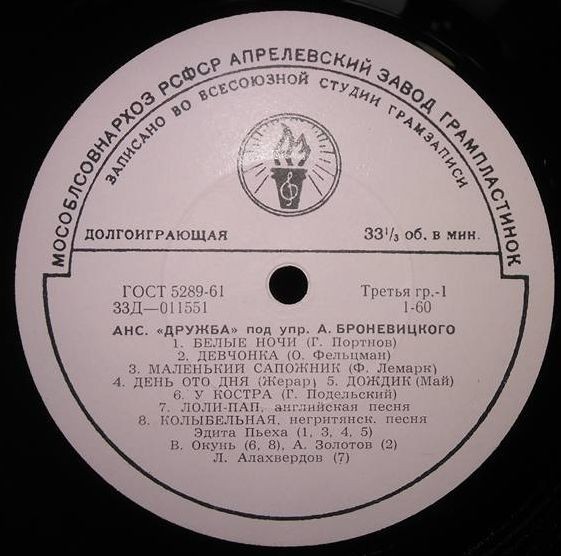 МОСОБЛСОВНАРХОЗ РСФСР АПРЕЛЕВСКИЙ ЗАВОД ГРАМПЛАСТИНОК
ЗАПИСАНО ВО ВСЕСОЮЗНОЙ СТУДИИ ГРАМЗАПИСИ
ДОЛГОИГРАЮЩАЯ 33⅓ об. в мин.
ГОСТ 5289-61 Третья гр.-1
33Д—011551 1-60
АНС. «ДРУЖБА» под упр. А. БРОНЕВИЦКОГО
1. БЕЛЫЕ НОЧИ (Г. Портнов)
2. ДЕВЧОНКА (О. Фельцман)
3. МАЛЕНЬКИЙ САПОЖНИК (Ф. Лемарк)
4. ДЕНЬ ОТО ДНЯ (Жерар) 5. ДОЖДИК (Май)
6. У КОСТРА (Г. Подельский)
7. ЛОЛИ-ПАП, английская песня
8. КОЛЫБЕЛЬНАЯ, негритянск. песня
Эдита Пьеха (1, 3, 4, 5)
В. Окунь (6, 8), А. Золотов (2)
Л. Алахвердов (7)